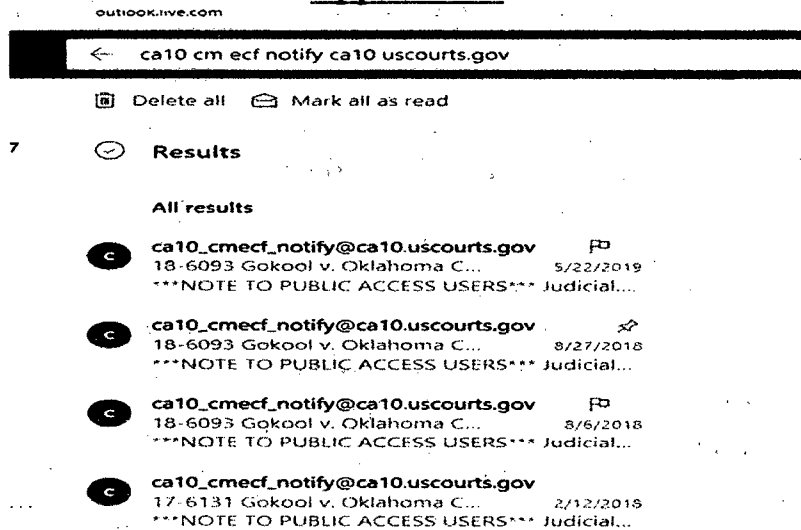 outlook.live.com
ca10 cm ecf notify ca10 uscourts.gov
Delete all Mark all as read
7
Results
All results
C
ca10_cmecf_notify@ca10.uscourts.gov
18-6093 Gokool v. Oklahoma C... 5/22/2019
***NOTE TO PUBLIC ACCESS USERS*** Judicial....
C
ca10_cmecf_notify@ca10.uscourts.gov
18-6093 Gokool v. Oklahoma C... 8/27/2018
***NOTE TO PUBLIC ACCESS USERS*** Judicial...
C
ca10_cmecf_notify@ca10.uscourts.gov
18-6093 Gokool v. Oklahoma C... 8/6/2018
***NOTE TO PUBLIC ACCESS USERS*** Judicial...
C
ca10_cmecf_notify@ca10.uscourts.gov
17-6131 Gokool v. Oklahoma C... 2/12/2018
***NOTE TO PUBLIC ACCESS USERS*** Judicial...